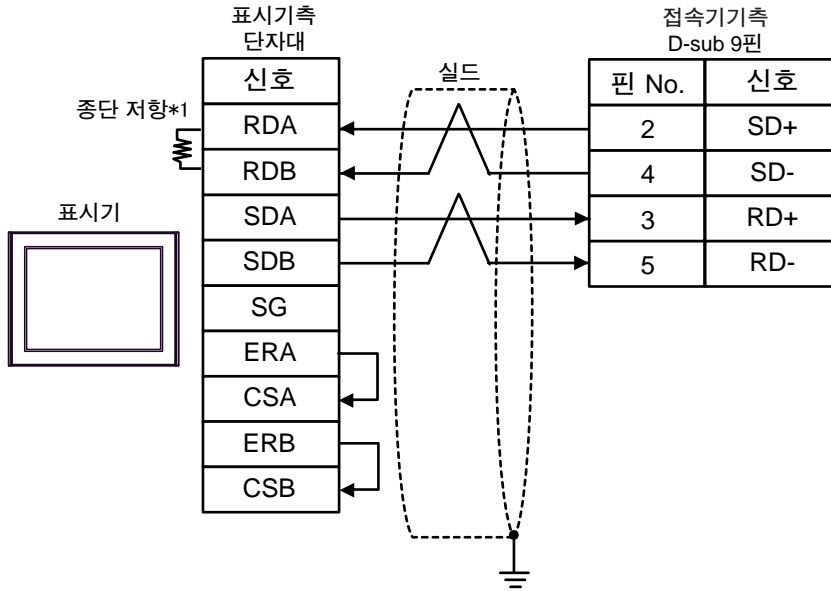 표시기측
단자대
접속기기측
D-sub 9핀
종단 저항*1
표시기
실드
신호
RDA
RDB
SDA
SDB
SG
ERA
CSA
ERB
CSB
핀 No. 신호
2 SD+
4 SD-
3 RD+
5 RD-